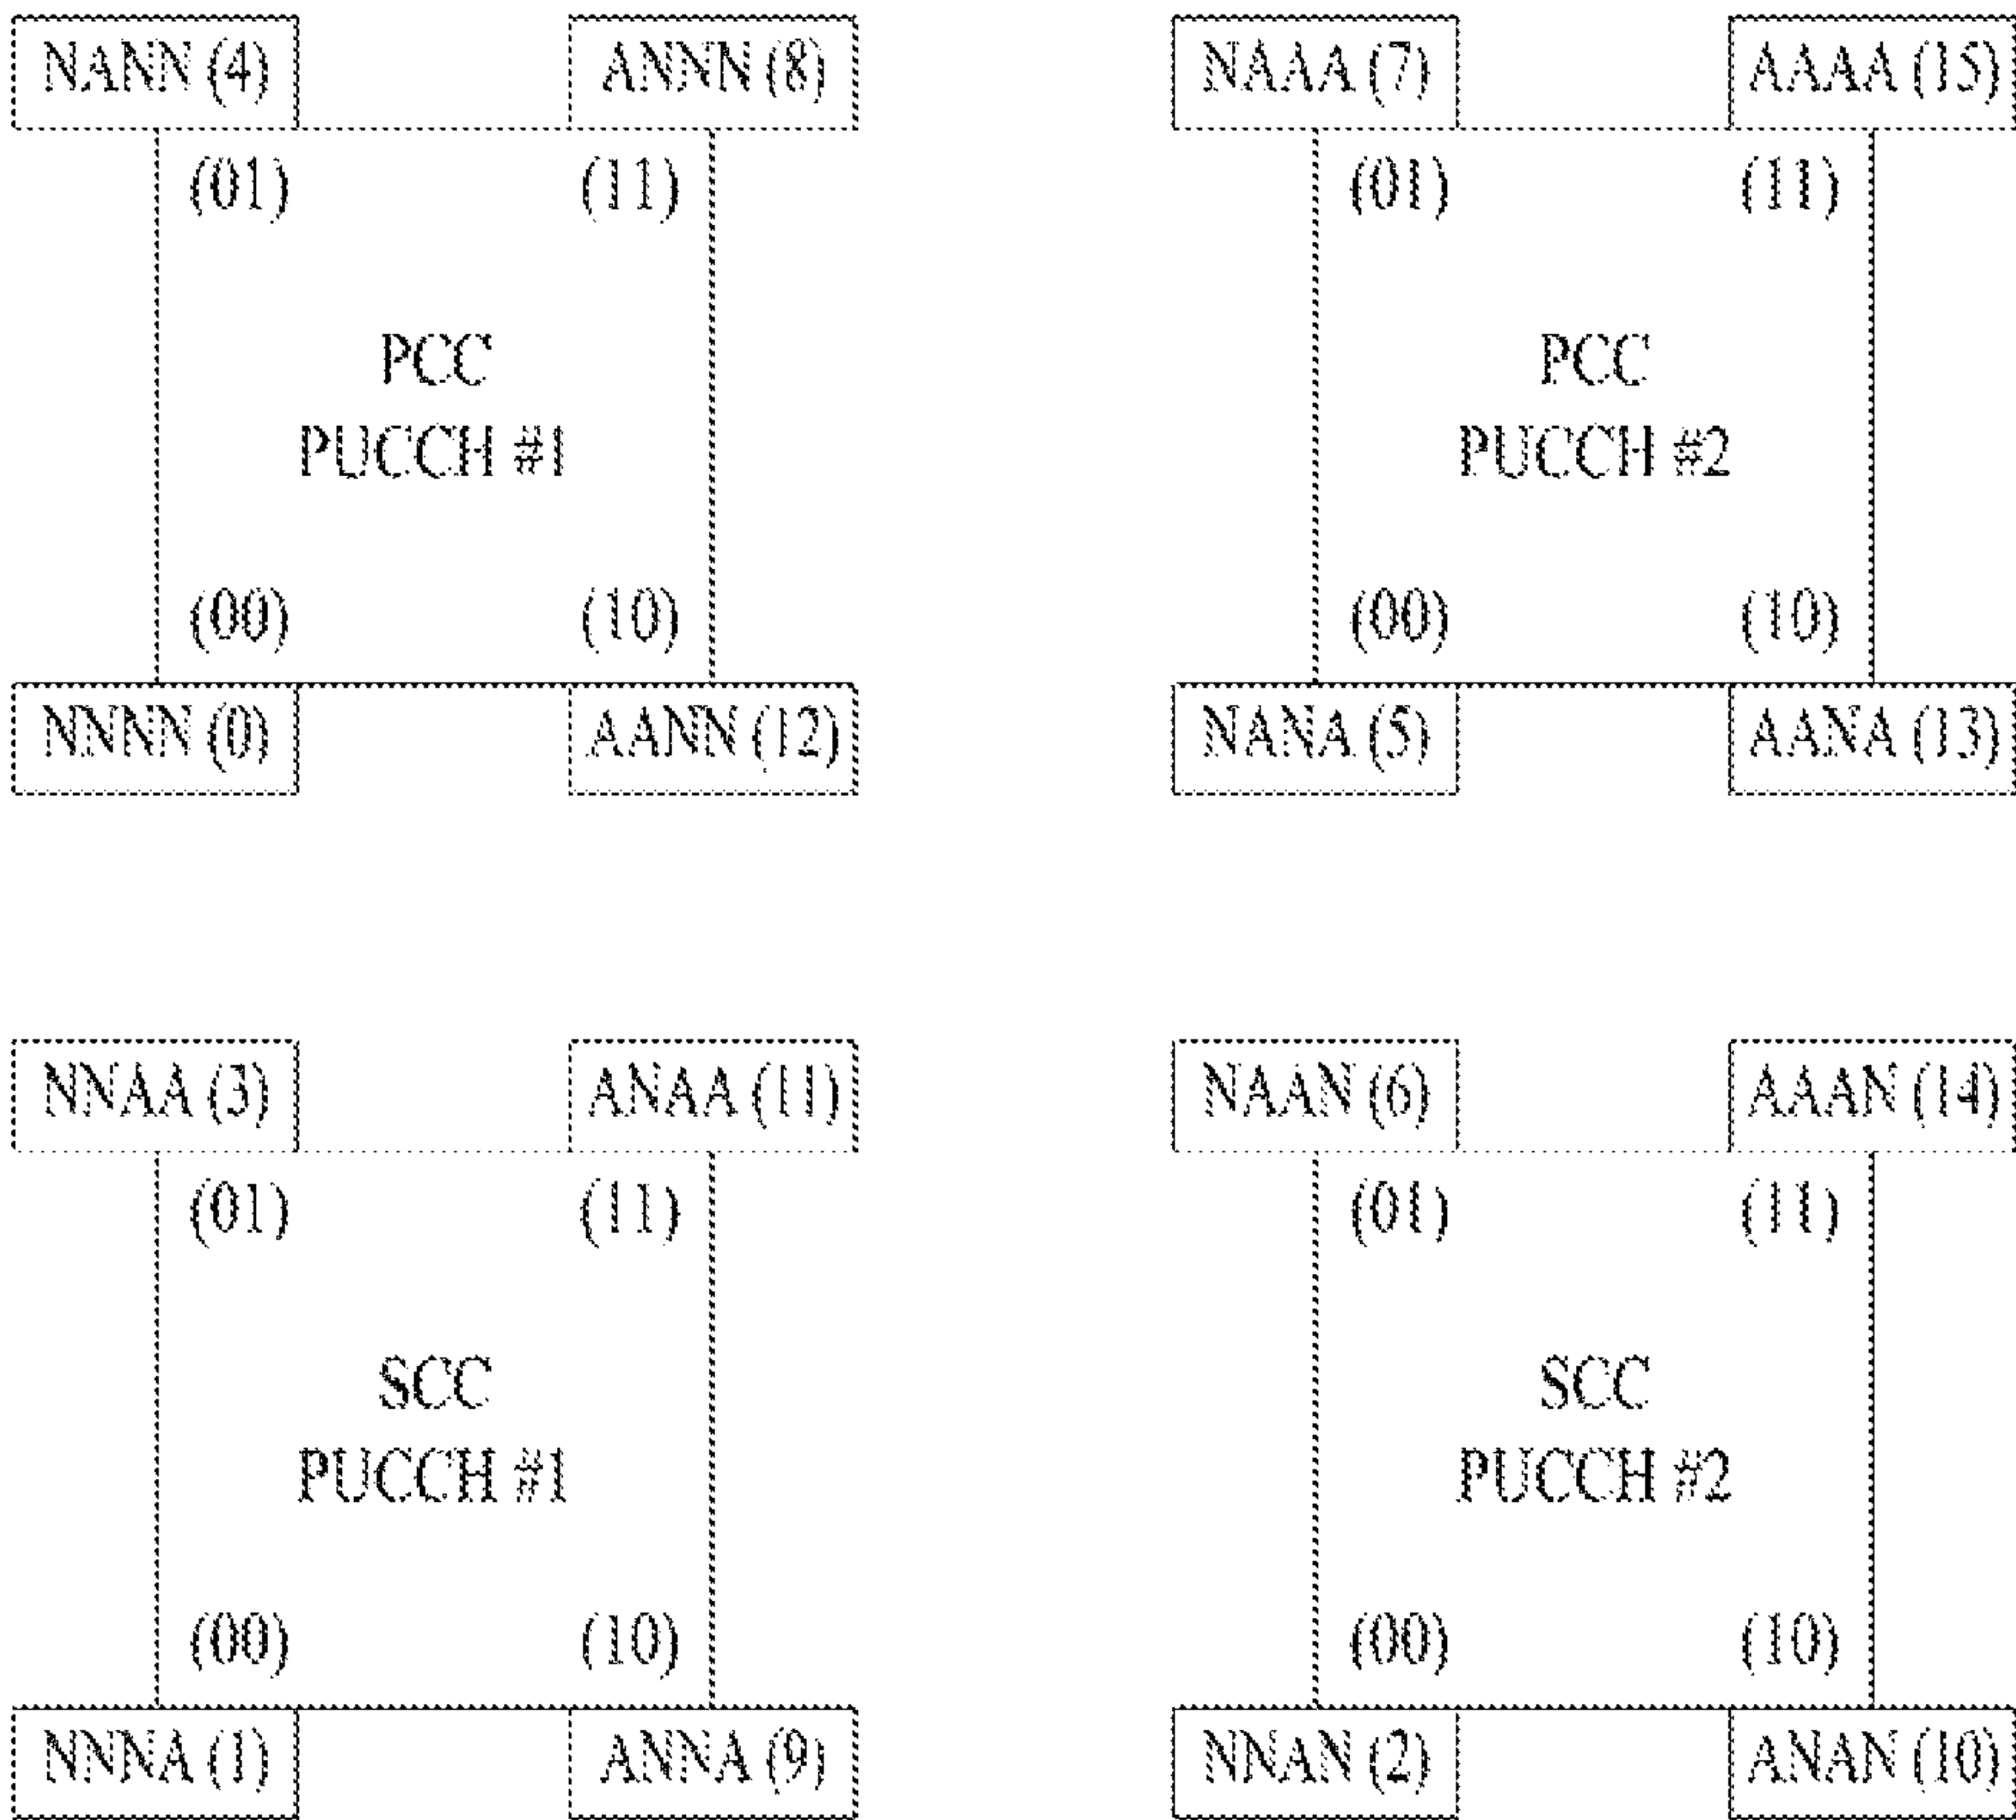 NANN (4) ANNN (8)
(01) (11)
PCC
PUCCH #1
(00) (10)
NNNN (0) AANN (12)
NAAA (7) AAAA (15)
(01) (11)
PCC
PUCCH #2
(00) (10)
NANA (5) AANA (13)
NNAA (3) ANAA (11)
(01) (11)
SCC
PUCCH #1
(00) (10)
NNNA (1) ANNA (9)
NAAN (6) AAAN (14)
(01) (11)
SCC
PUCCH #2
(00) (10)
NNAN (2) ANAN (10)